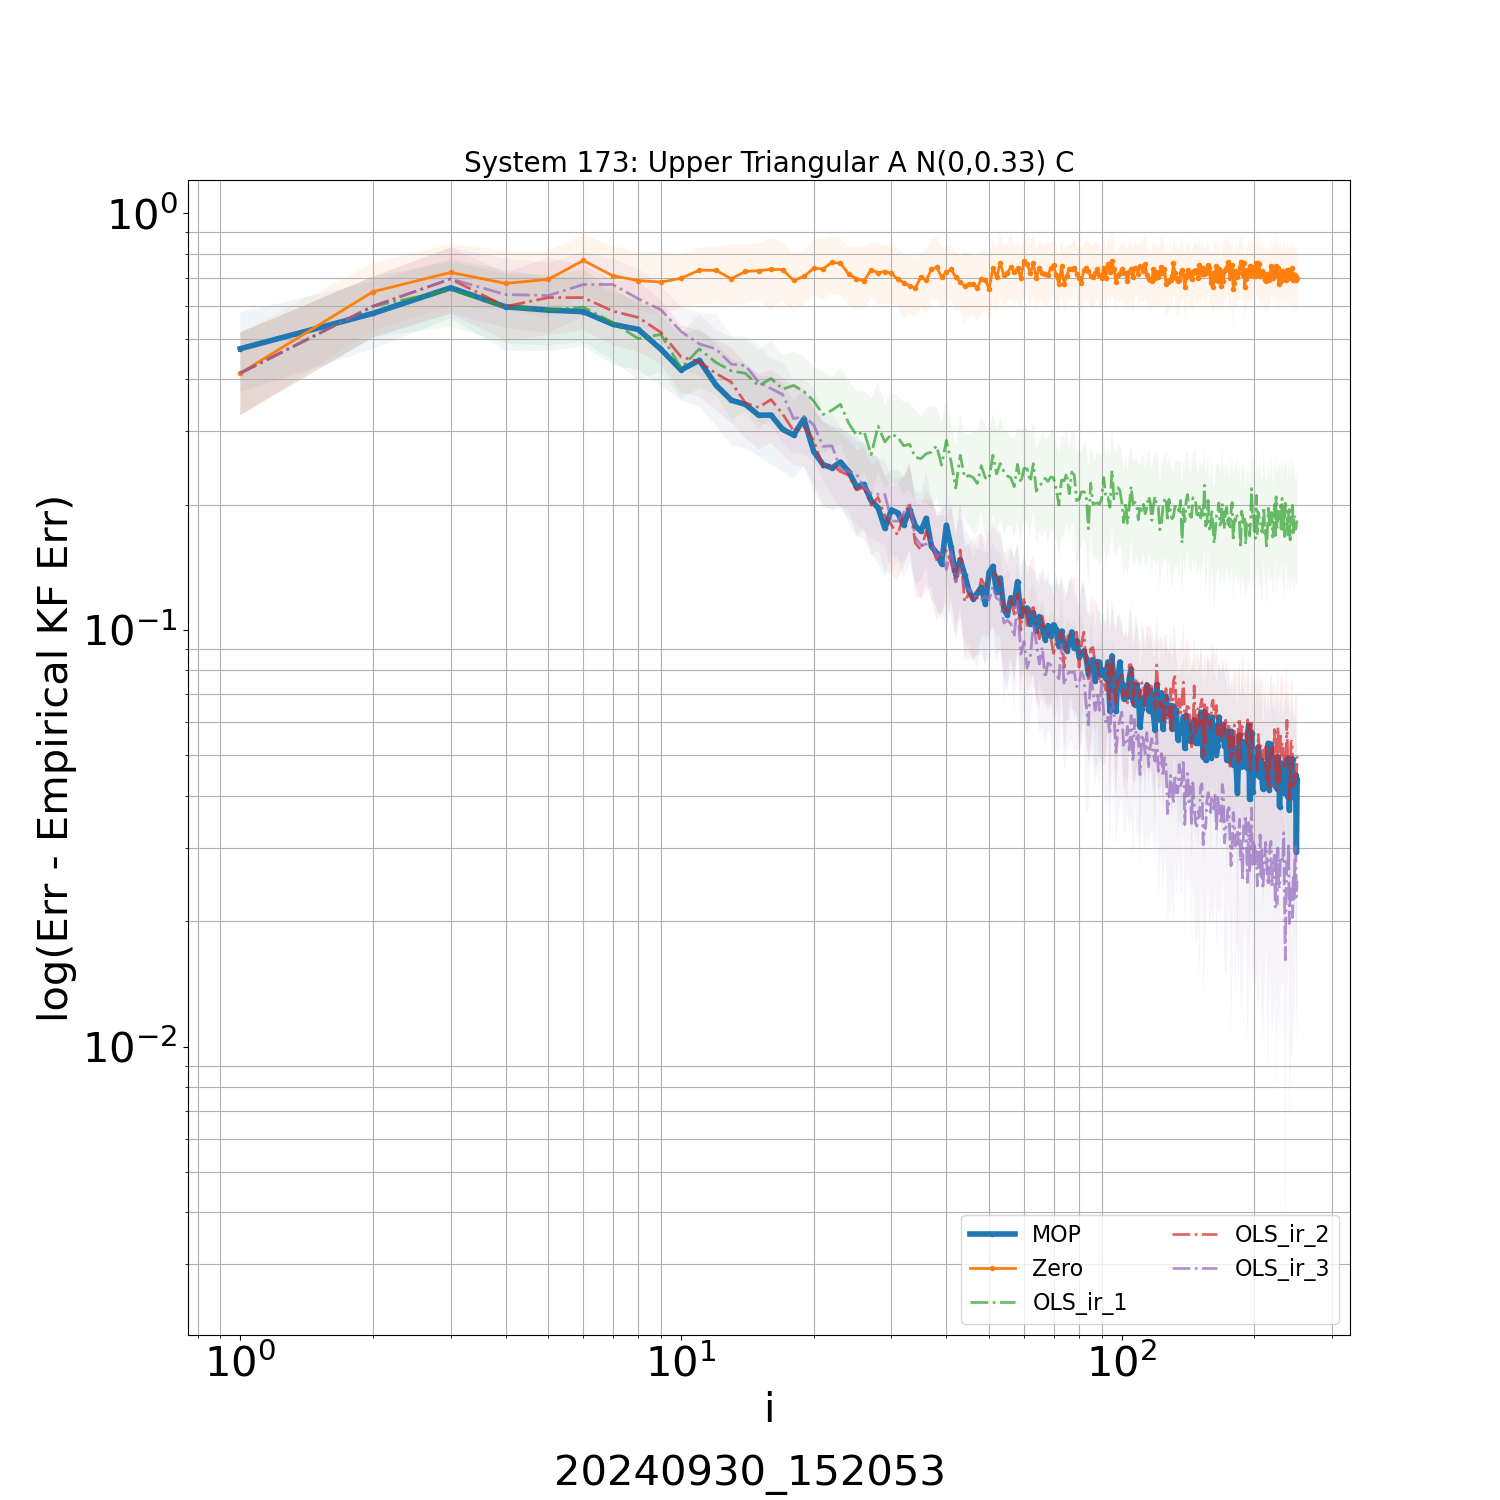 System 173: Upper Triangular A N(0,0.33) C
log(Err - Empirical KF Err)
10⁰
10⁻¹
10⁻²
MOP
Zero
OLS_ir_1
OLS_ir_2
OLS_ir_3
10⁰ 10¹ 10²
i
20240930_152053